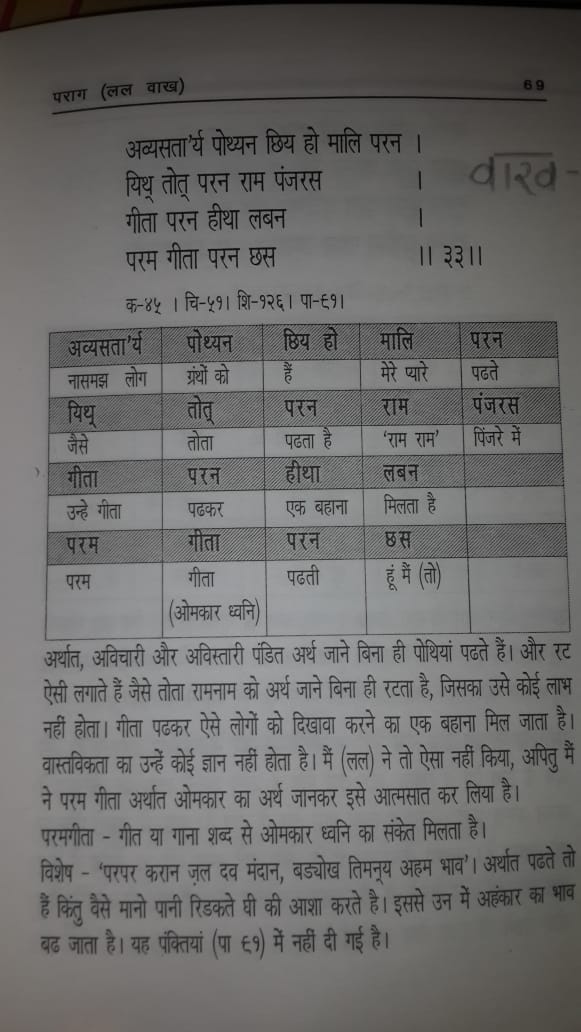 पराग (लल वाख) 69
अव्यसता'र्य पोथ्यन छिय हो मालि परन ।
यिथ् तोत् परन राम पंजरस ।
वाख -
गीता परन हीथा लबन ।
परम गीता परन छस ।। ३३।।
क-४५ । चि-५१। शि-१२६। पा-९१।
अव्यसता'र्य पोथ्यन छिय हो मालि परन
नासमझ लोग ग्रंथों को हैं मेरे प्यारे पढते
यिथ् तोत् परन राम पंजरस
जैसे तोता पढता है 'राम राम' पिंजरे में
गीता परन हीथा लबन
उन्हे गीता पढकर एक बहाना मिलता है
परम गीता परन छस
परम गीता पढती हूं मैं (तो)
(ओमकार ध्वनि)
अर्थात, अविचारी और अविस्तारी पंडित अर्थ जाने बिना ही पोथियां पढते हैं। और रट
ऐसी लगाते हैं जैसे तोता रामनाम को अर्थ जाने बिना ही रटता है, जिसका उसे कोई लाभ
नहीं होता। गीता पढकर ऐसे लोगों को दिखावा करने का एक बहाना मिल जाता है।
वास्तविकता का उन्हें कोई ज्ञान नहीं होता है। मैं (लल) ने तो ऐसा नहीं किया, अपितु मैं
ने परम गीता अर्थात ओमकार का अर्थ जानकर इसे आत्मसात कर लिया है।
परमगीता - गीत या गाना शब्द से ओमकार ध्वनि का संकेत मिलता है।
विशेष - 'परपर करान ज़ल दव मंदान, बड्योख तिमनॖय अहम भाव'। अर्थात पढते तो
हैं किंतु वैसे मानो पानी रिडकते घी की आशा करते है। इससे उन में अहंकार का भाव
बढ जाता है। यह पंक्तियां (पा ९१) में नहीं दी गई है।